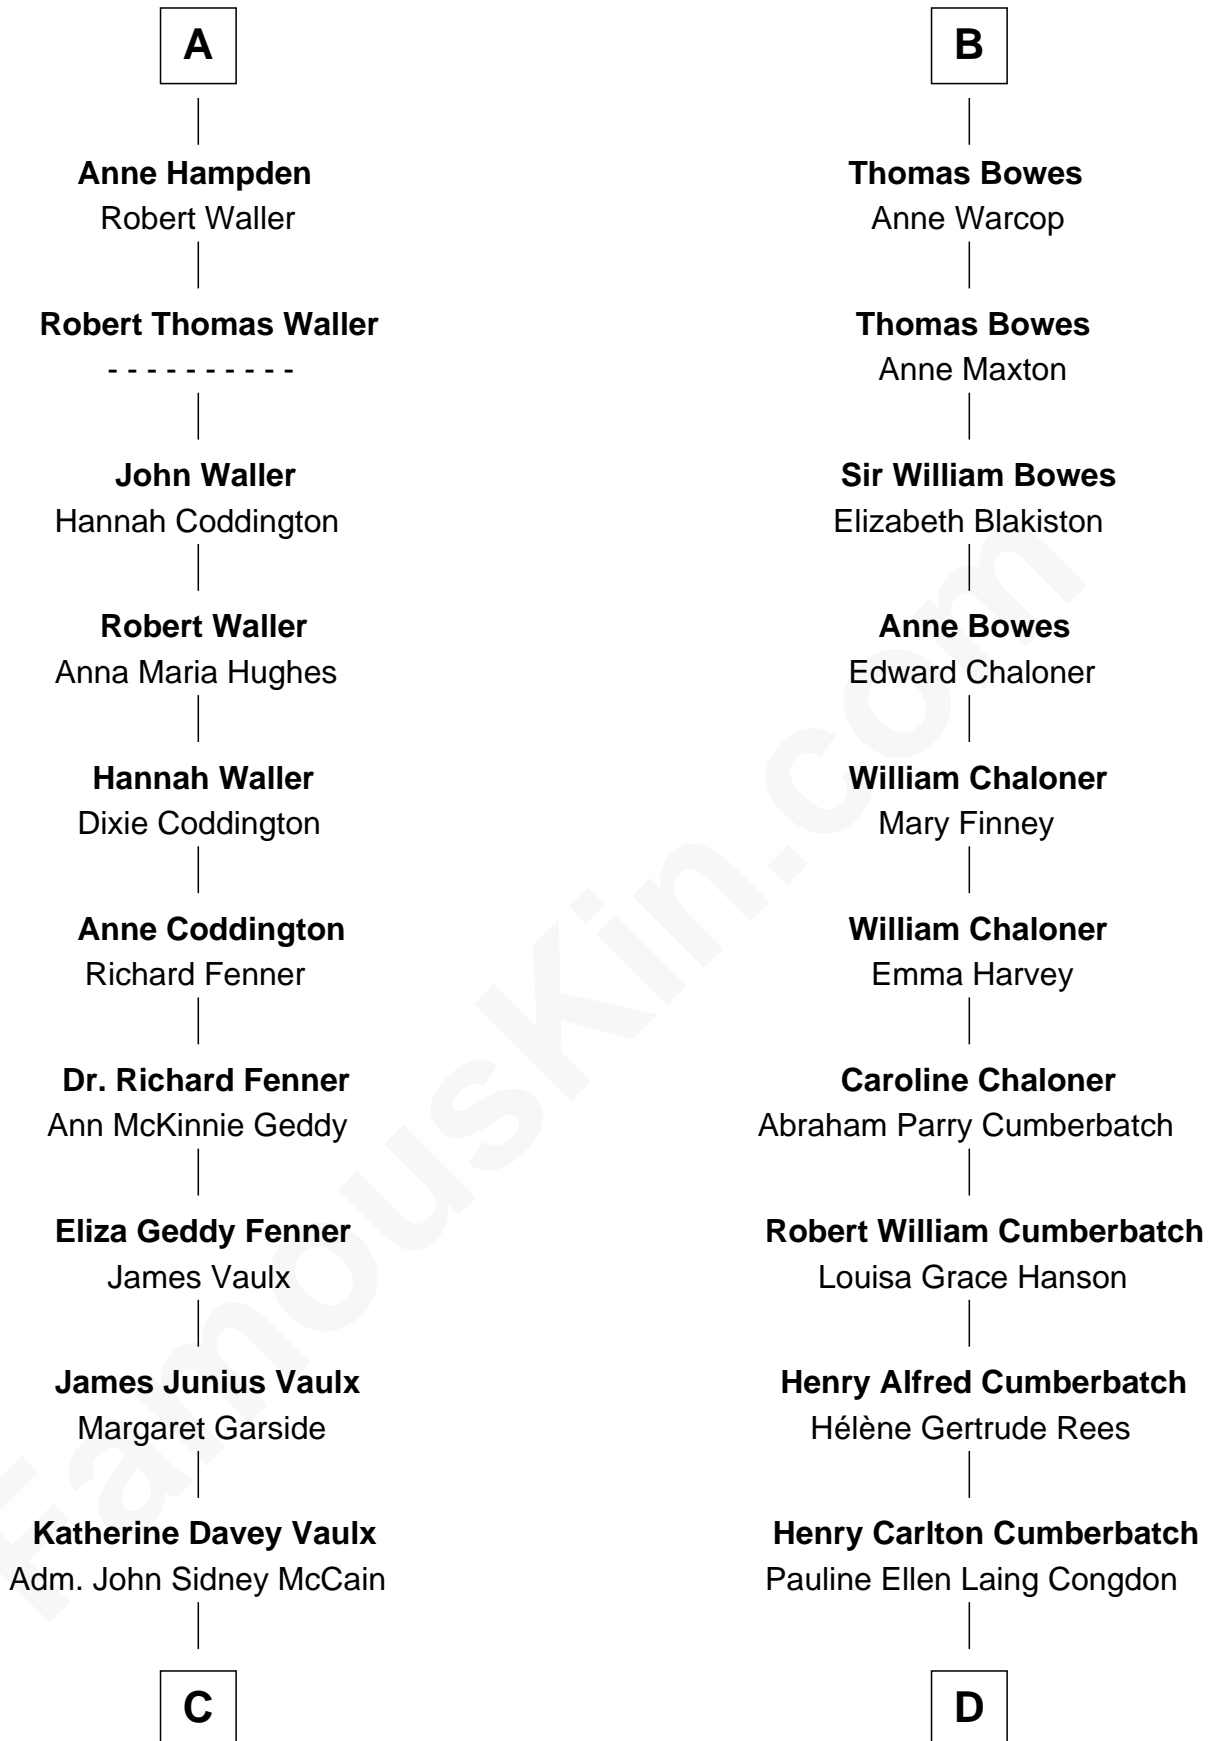 A
Anne Hampden
Robert Waller
Robert Thomas Waller
- - - - - - - - - -
John Waller
Hannah Coddington
Robert Waller
Anna Maria Hughes
Hannah Waller
Dixie Coddington
Anne Coddington
Richard Fenner
Dr. Richard Fenner
Ann McKinnie Geddy
Eliza Geddy Fenner
James Vaulx
James Junius Vaulx
Margaret Garside
Katherine Davey Vaulx
Adm. John Sidney McCain
C
B
Thomas Bowes
Anne Warcop
Thomas Bowes
Anne Maxton
Sir William Bowes
Elizabeth Blakiston
Anne Bowes
Edward Chaloner
William Chaloner
Mary Finney
William Chaloner
Emma Harvey
Caroline Chaloner
Abraham Parry Cumberbatch
Robert William Cumberbatch
Louisa Grace Hanson
Henry Alfred Cumberbatch
Hélène Gertrude Rees
Henry Carlton Cumberbatch
Pauline Ellen Laing Congdon
D
FamousKin.com